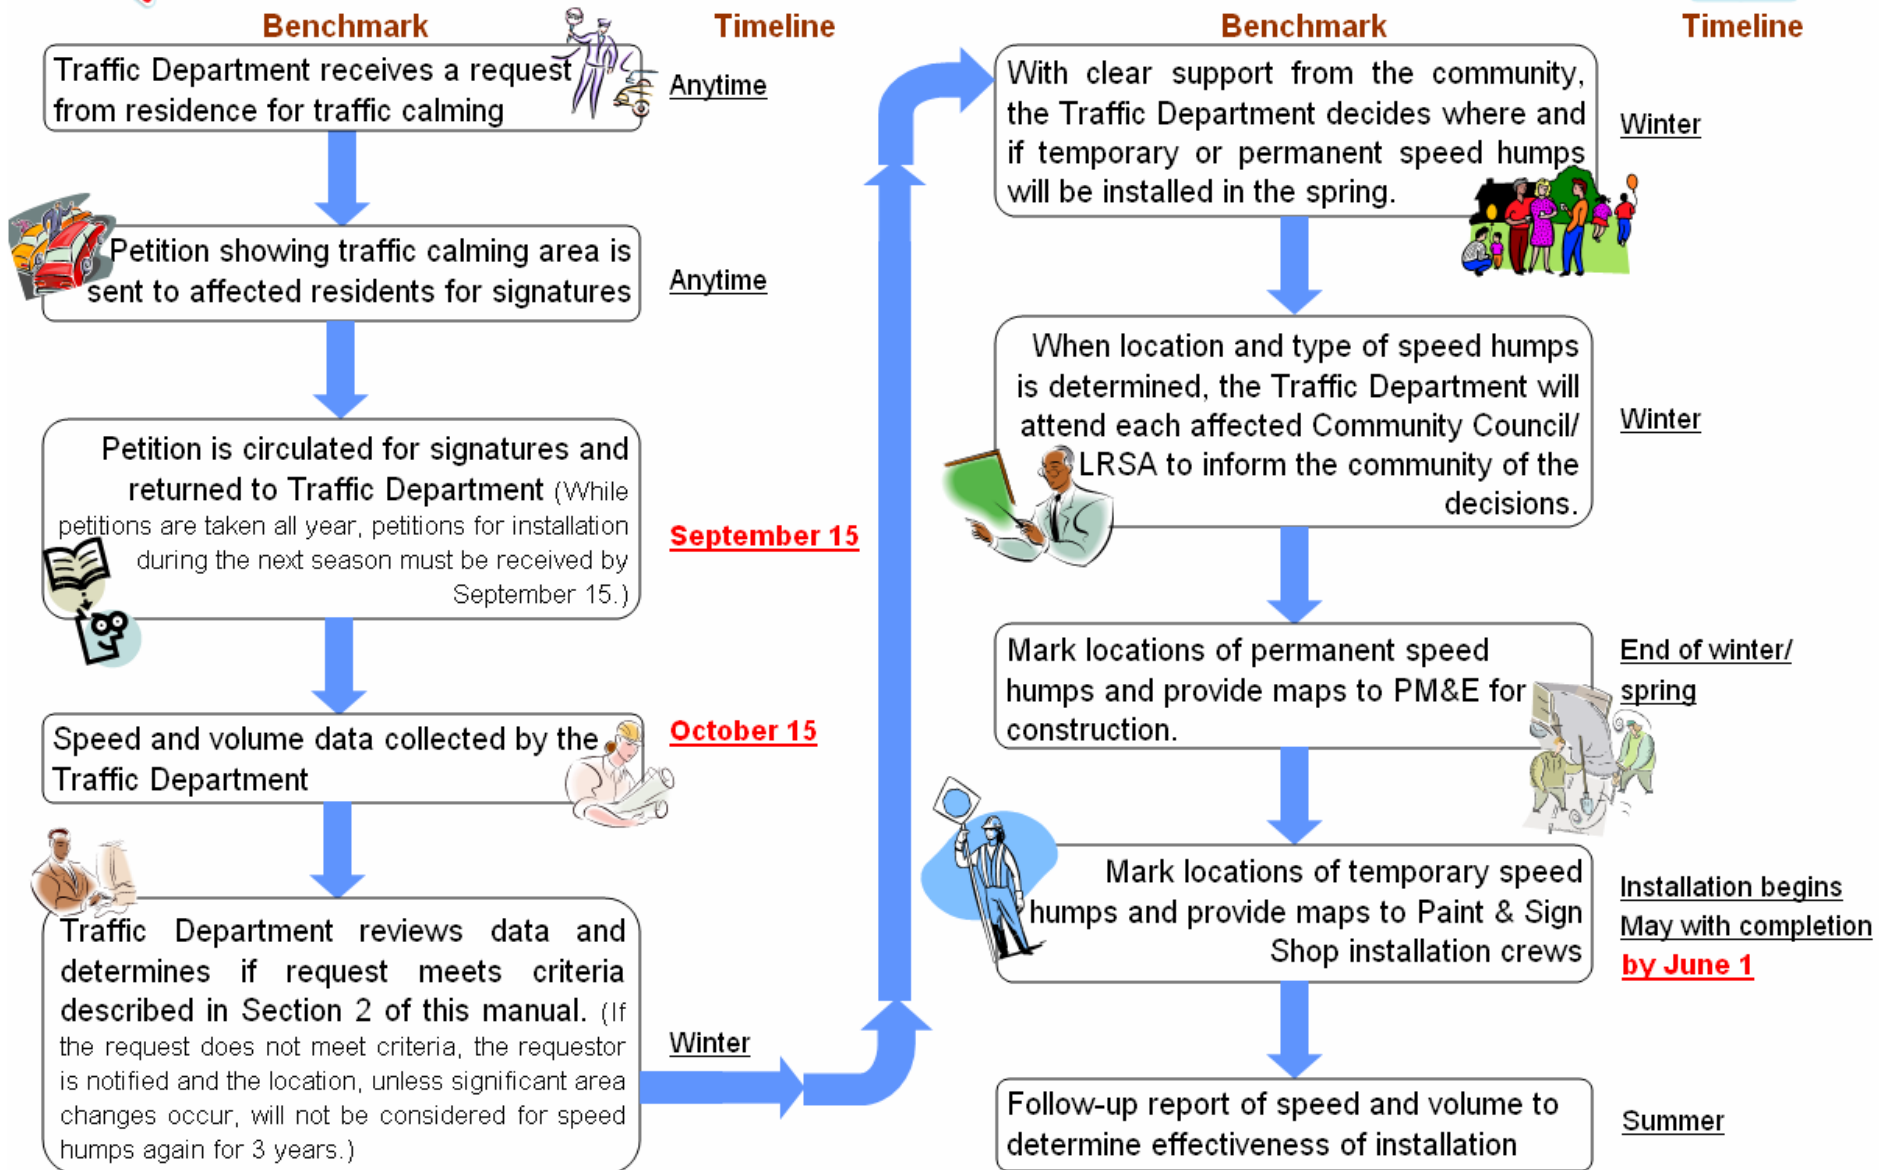 Benchmark
Timeline
Traffic Department receives a request
from residence for traffic calming
Anytime
Petition showing traffic calming area is
sent to affected residents for signatures
Anytime
Petition is circulated for signatures and
returned to Traffic Department (While
petitions are taken all year, petitions for installation
during the next season must be received by
September 15.)
September 15
Speed and volume data collected by the
Traffic Department
October 15
Traffic Department reviews data and
determines if request meets criteria
described in Section 2 of this manual. (If
the request does not meet criteria, the requestor
is notified and the location, unless significant area
changes occur, will not be considered for speed
humps again for 3 years.)
Winter
Benchmark
Timeline
With clear support from the community,
the Traffic Department decides where and
if temporary or permanent speed humps
will be installed in the spring.
Winter
When location and type of speed humps
is determined, the Traffic Department will
attend each affected Community Council/
LRSA to inform the community of the
decisions.
Winter
Mark locations of permanent speed
humps and provide maps to PM&E for
construction.
End of winter/
spring
Mark locations of temporary speed
humps and provide maps to Paint & Sign
Shop installation crews
Installation begins
May with completion
by June 1
Follow-up report of speed and volume to
determine effectiveness of installation
Summer